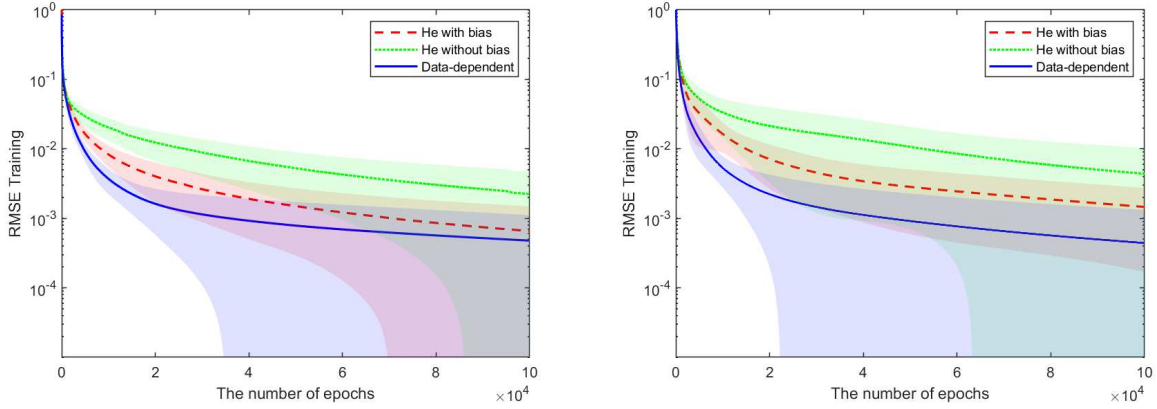 10^0
10^-1
10^-2
10^-3
10^-4
RMSE Training
He with bias
He without bias
Data-dependent
0 2 4 6 8 10
The number of epochs
×10^4
10^0
10^-1
10^-2
10^-3
10^-4
RMSE Training
He with bias
He without bias
Data-dependent
0 2 4 6 8 10
The number of epochs
×10^4